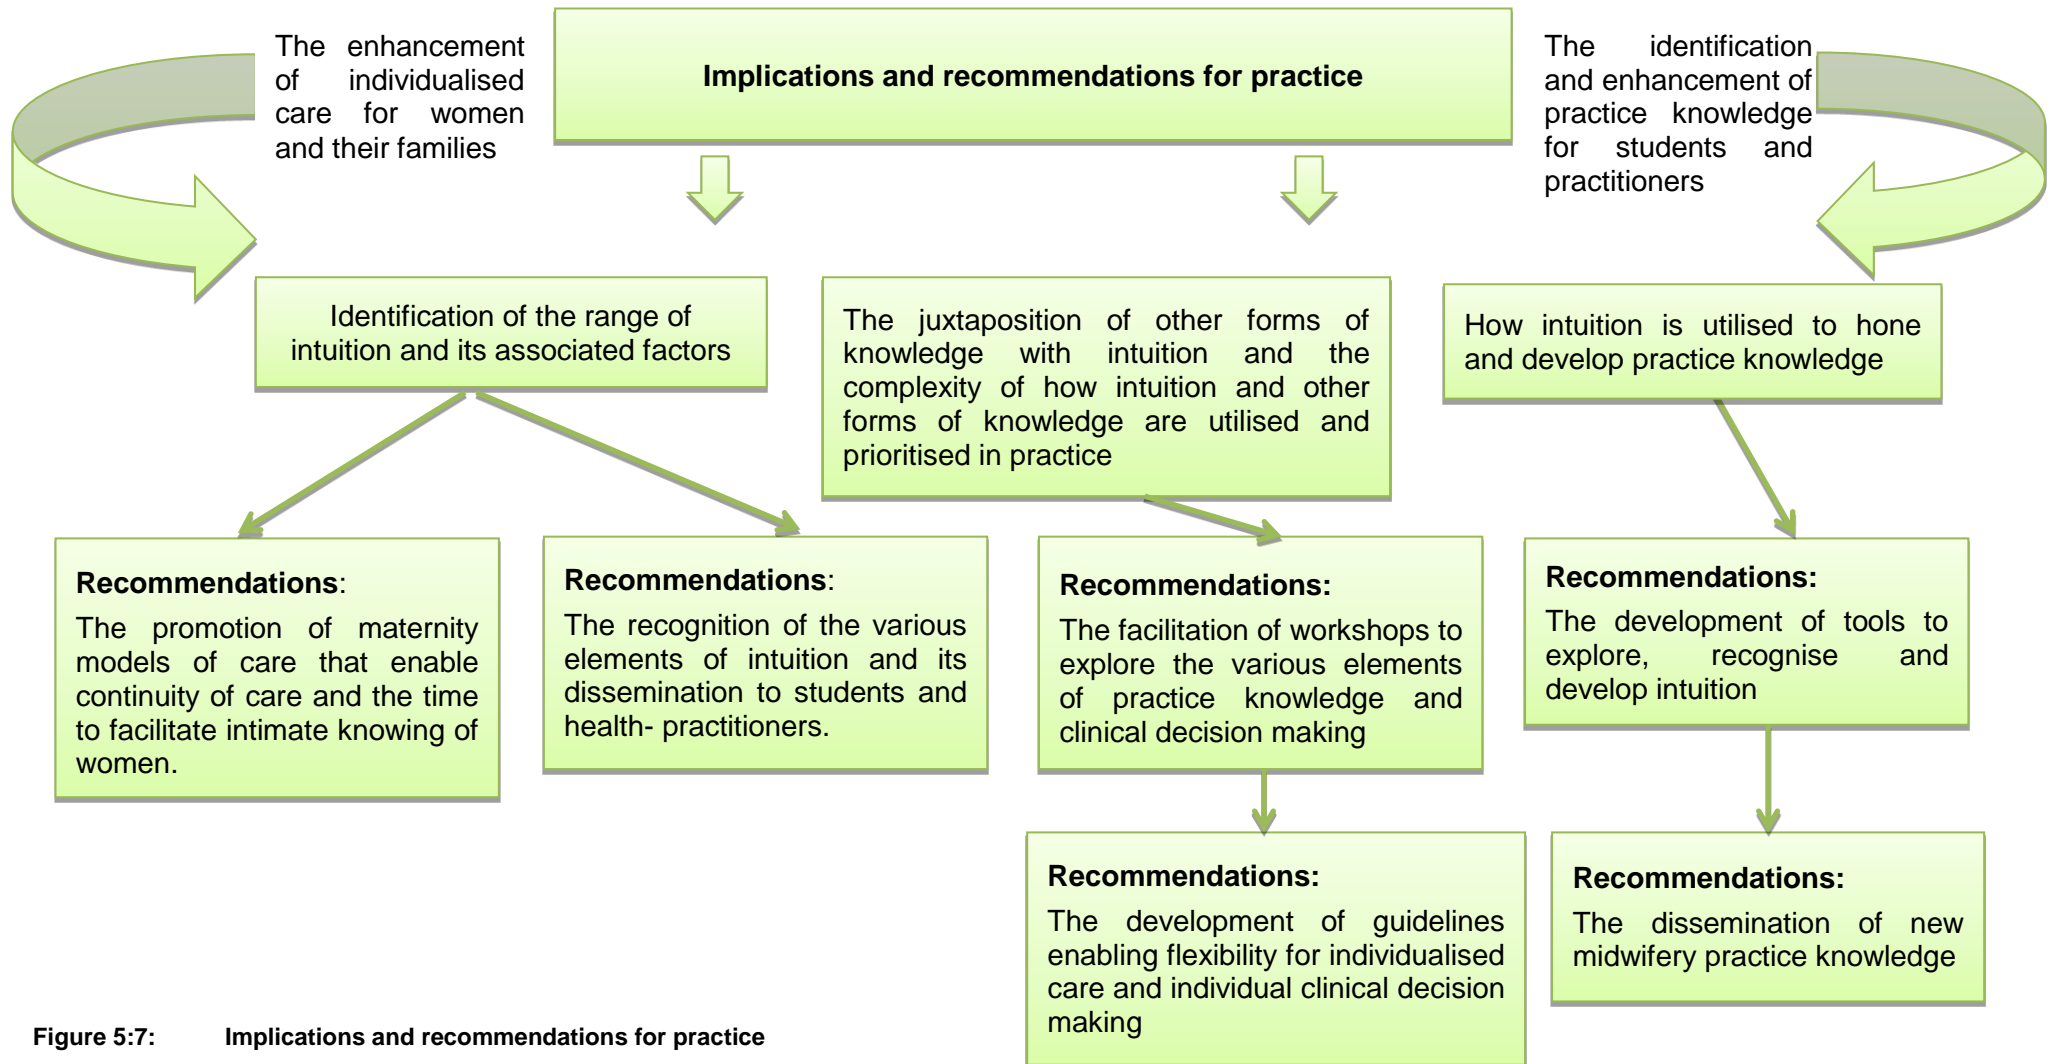 The enhancement
of individualised
care for women
and their families
Implications and recommendations for practice
The identification
and enhancement of
practice knowledge
for students and
practitioners
Identification of the range of
intuition and its associated factors
The juxtaposition of other forms of
knowledge with intuition and the
complexity of how intuition and other
forms of knowledge are utilised and
prioritised in practice
How intuition is utilised to hone
and develop practice knowledge
Recommendations:
The promotion of maternity
models of care that enable
continuity of care and the time
to facilitate intimate knowing of
women.
Recommendations:
The recognition of the various
elements of intuition and its
dissemination to students and
health- practitioners.
Recommendations:
The facilitation of workshops to
explore the various elements
of practice knowledge and
clinical decision making
Recommendations:
The development of tools to
explore, recognise and
develop intuition
Recommendations:
The development of guidelines
enabling flexibility for individualised
care and individual clinical decision
making
Recommendations:
The dissemination of new
midwifery practice knowledge
Figure 5:7: Implications and recommendations for practice